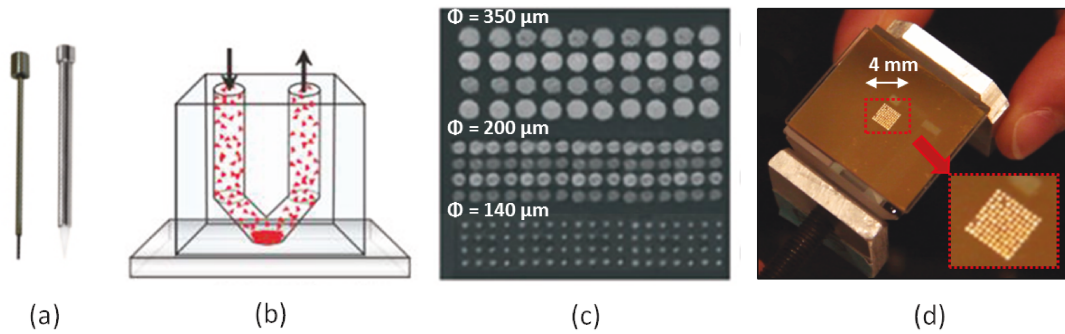 Φ = 350 µm
Φ = 200 µm
Φ = 140 µm
4 mm
(a)
(b)
(c)
(d)